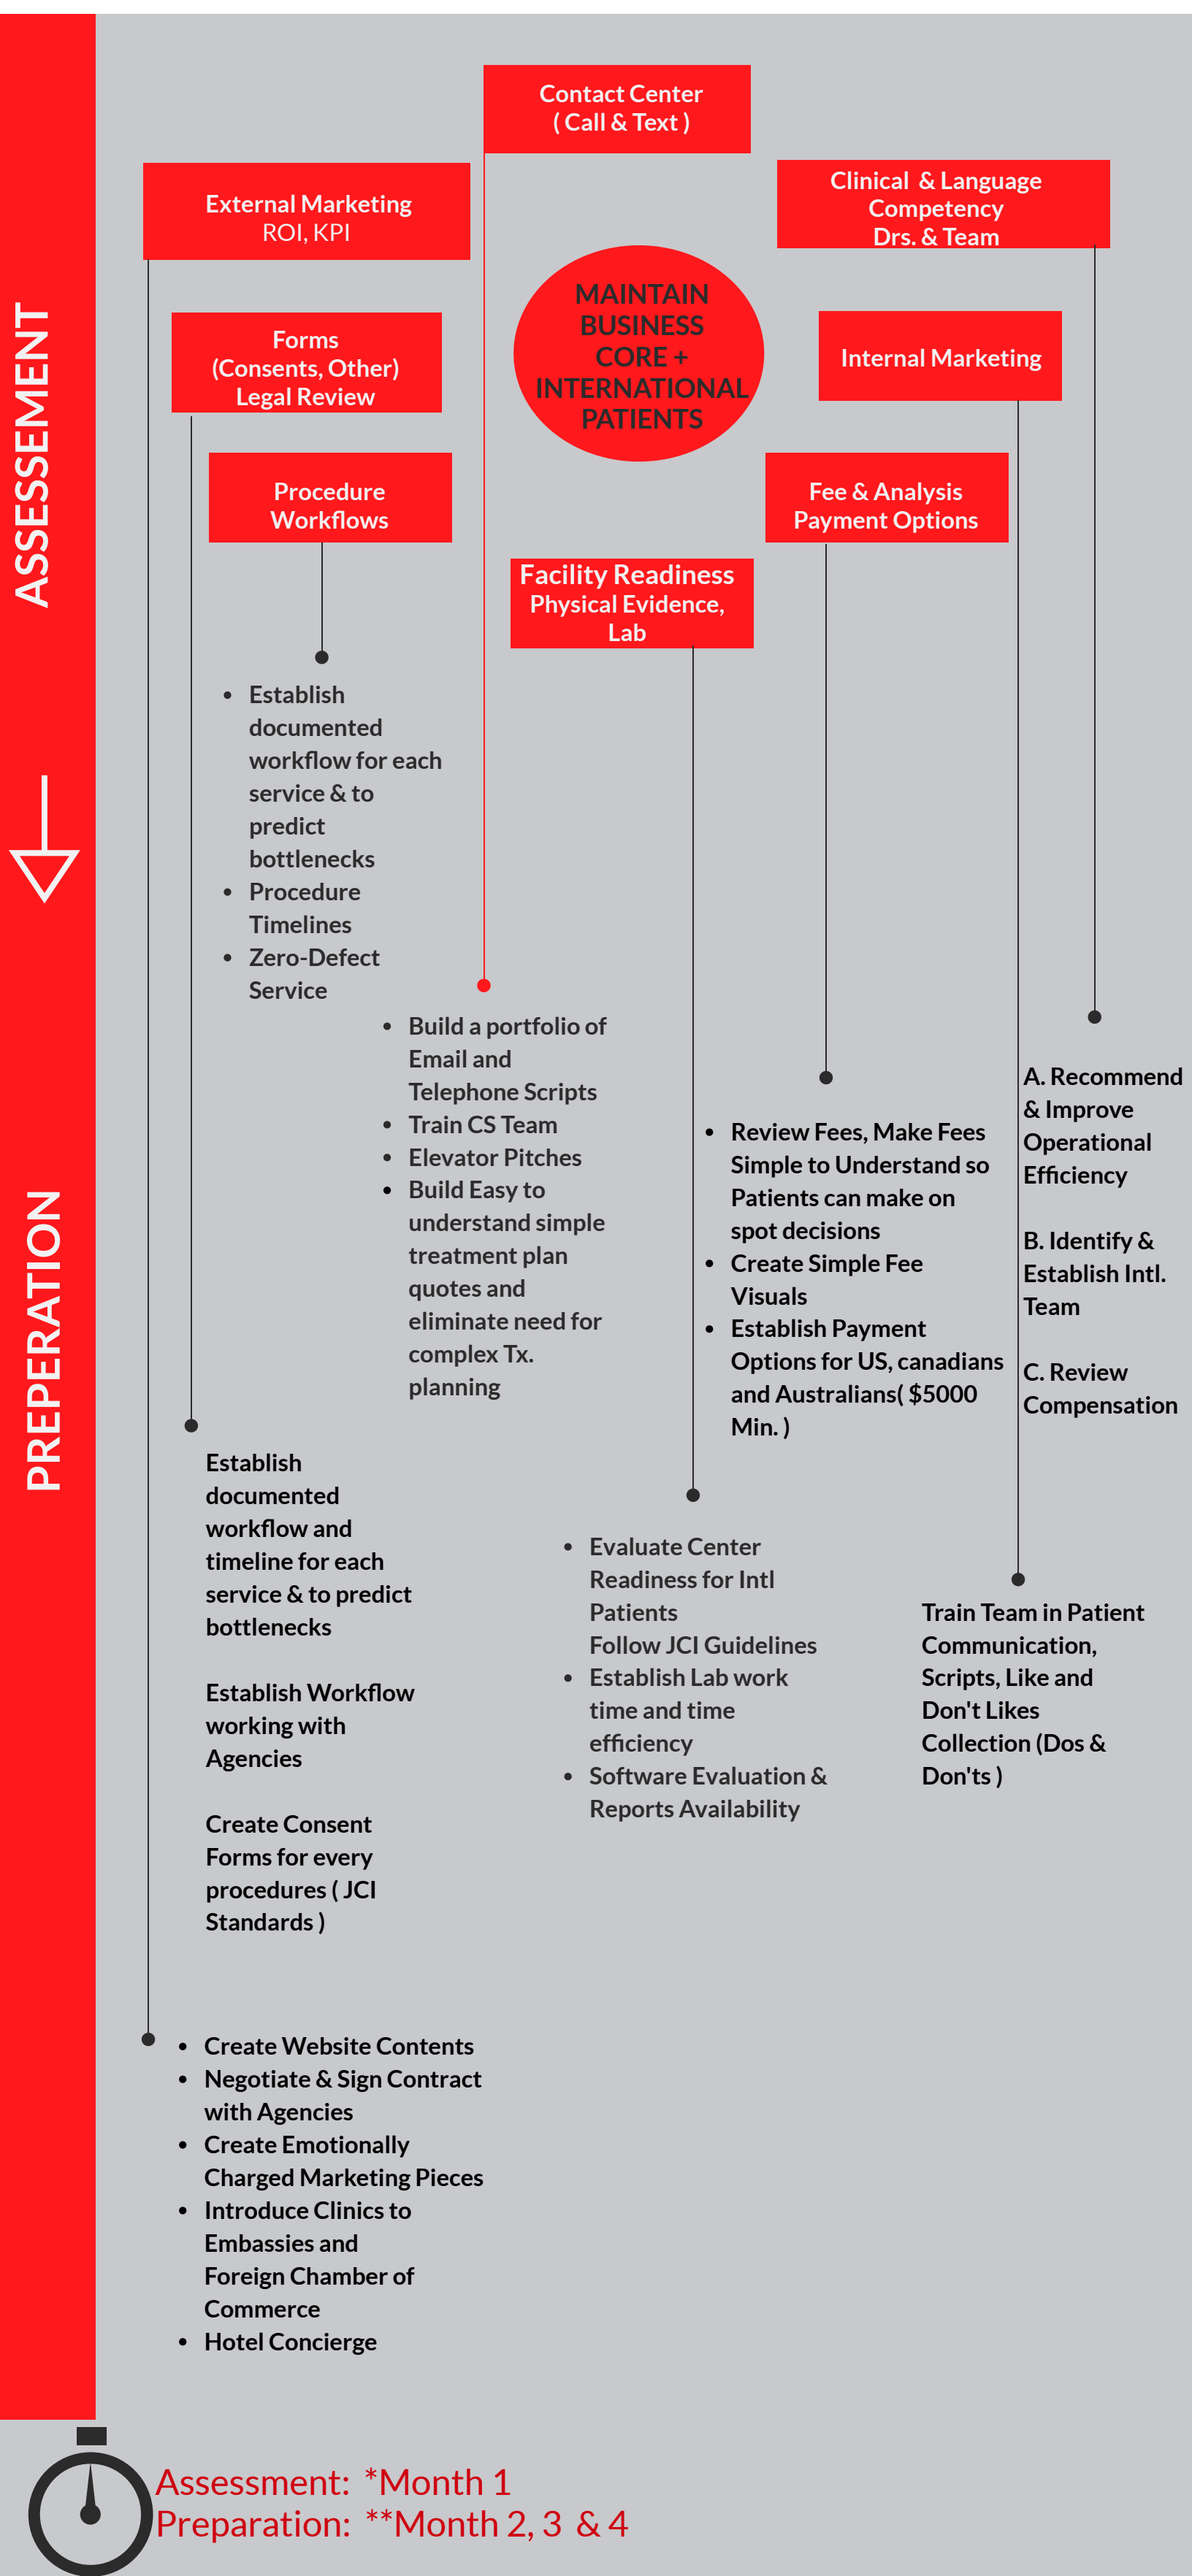 Contact Center
( Call & Text )
External Marketing
ROI, KPI
Clinical & Language
Competency
Drs. & Team
MAINTAIN
BUSINESS
CORE +
INTERNATIONAL
PATIENTS
Forms
(Consents, Other)
Legal Review
Internal Marketing
Procedure
Workflows
Fee & Analysis
Payment Options
Facility Readiness
Physical Evidence,
Lab
ASSESSEMENT
PREPERATION
• Establish
documented
workflow for each
service & to
predict
bottlenecks
• Procedure
Timelines
• Zero-Defect
Service
• Build a portfolio of
Email and
Telephone Scripts
• Train CS Team
• Elevator Pitches
• Build Easy to
understand simple
treatment plan
quotes and
eliminate need for
complex Tx.
planning
• Review Fees, Make Fees
Simple to Understand so
Patients can make on
spot decisions
• Create Simple Fee
Visuals
• Establish Payment
Options for US, canadians
and Australians( $5000
Min. )
A. Recommend
& Improve
Operational
Efficiency
B. Identify &
Establish Intl.
Team
C. Review
Compensation
Establish
documented
workflow and
timeline for each
service & to predict
bottlenecks
Establish Workflow
working with
Agencies
Create Consent
Forms for every
procedures ( JCI
Standards )
• Evaluate Center
Readiness for Intl
Patients
Follow JCI Guidelines
• Establish Lab work
time and time
efficiency
• Software Evaluation &
Reports Availability
Train Team in Patient
Communication,
Scripts, Like and
Don't Likes
Collection (Dos &
Don'ts )
• Create Website Contents
• Negotiate & Sign Contract
with Agencies
• Create Emotionally
Charged Marketing Pieces
• Introduce Clinics to
Embassies and
Foreign Chamber of
Commerce
• Hotel Concierge
Assessment: *Month 1
Preparation: **Month 2, 3 & 4